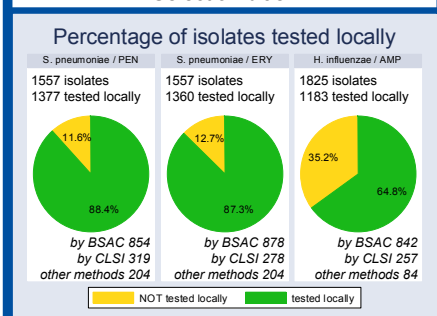 Percentage of isolates tested locally
S. pneumoniae / PEN
1557 isolates
1377 tested locally
11.6%
88.4%
by BSAC 854
by CLSI 319
other methods 204
S. pneumoniae / ERY
1557 isolates
1360 tested locally
12.7%
87.3%
by BSAC 878
by CLSI 278
other methods 204
H. influenzae / AMP
1825 isolates
1183 tested locally
35.2%
64.8%
by BSAC 842
by CLSI 257
other methods 84
NOT tested locally
tested locally